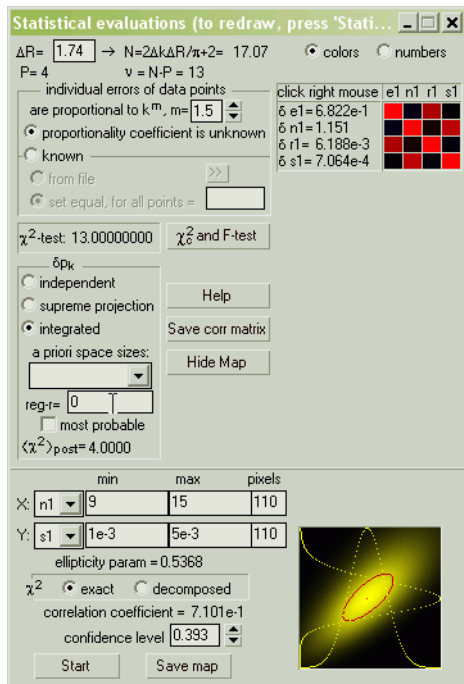 Statistical evaluations (to redraw, press 'Stati...
ΔR= 1.74 → N=2ΔkΔR/π+2= 17.07 colors numbers
P= 4 ν = N-P = 13
individual errors of data points
are proportional to k^m, m= 1.5
proportionality coefficient is unknown
known
from file >>
set equal, for all points =
click right mouse e1 n1 r1 s1
δ e1=6.822e-1
δ n1=1.151
δ r1=6.188e-3
δ s1=7.064e-4
χ²-test: 13.00000000 χ²c and F-test
δpk
independent
supreme projection
integrated
a priori space sizes:
reg-r= 0
most probable
⟨χ²⟩post=4.0000
Help
Save corr matrix
Hide Map
min max pixels
X: n1 9 15 110
Y: s1 1e-3 5e-3 110
ellipticity param = 0.5368
χ² exact decomposed
correlation coefficient = 7.101e-1
confidence level 0.393
Start Save map